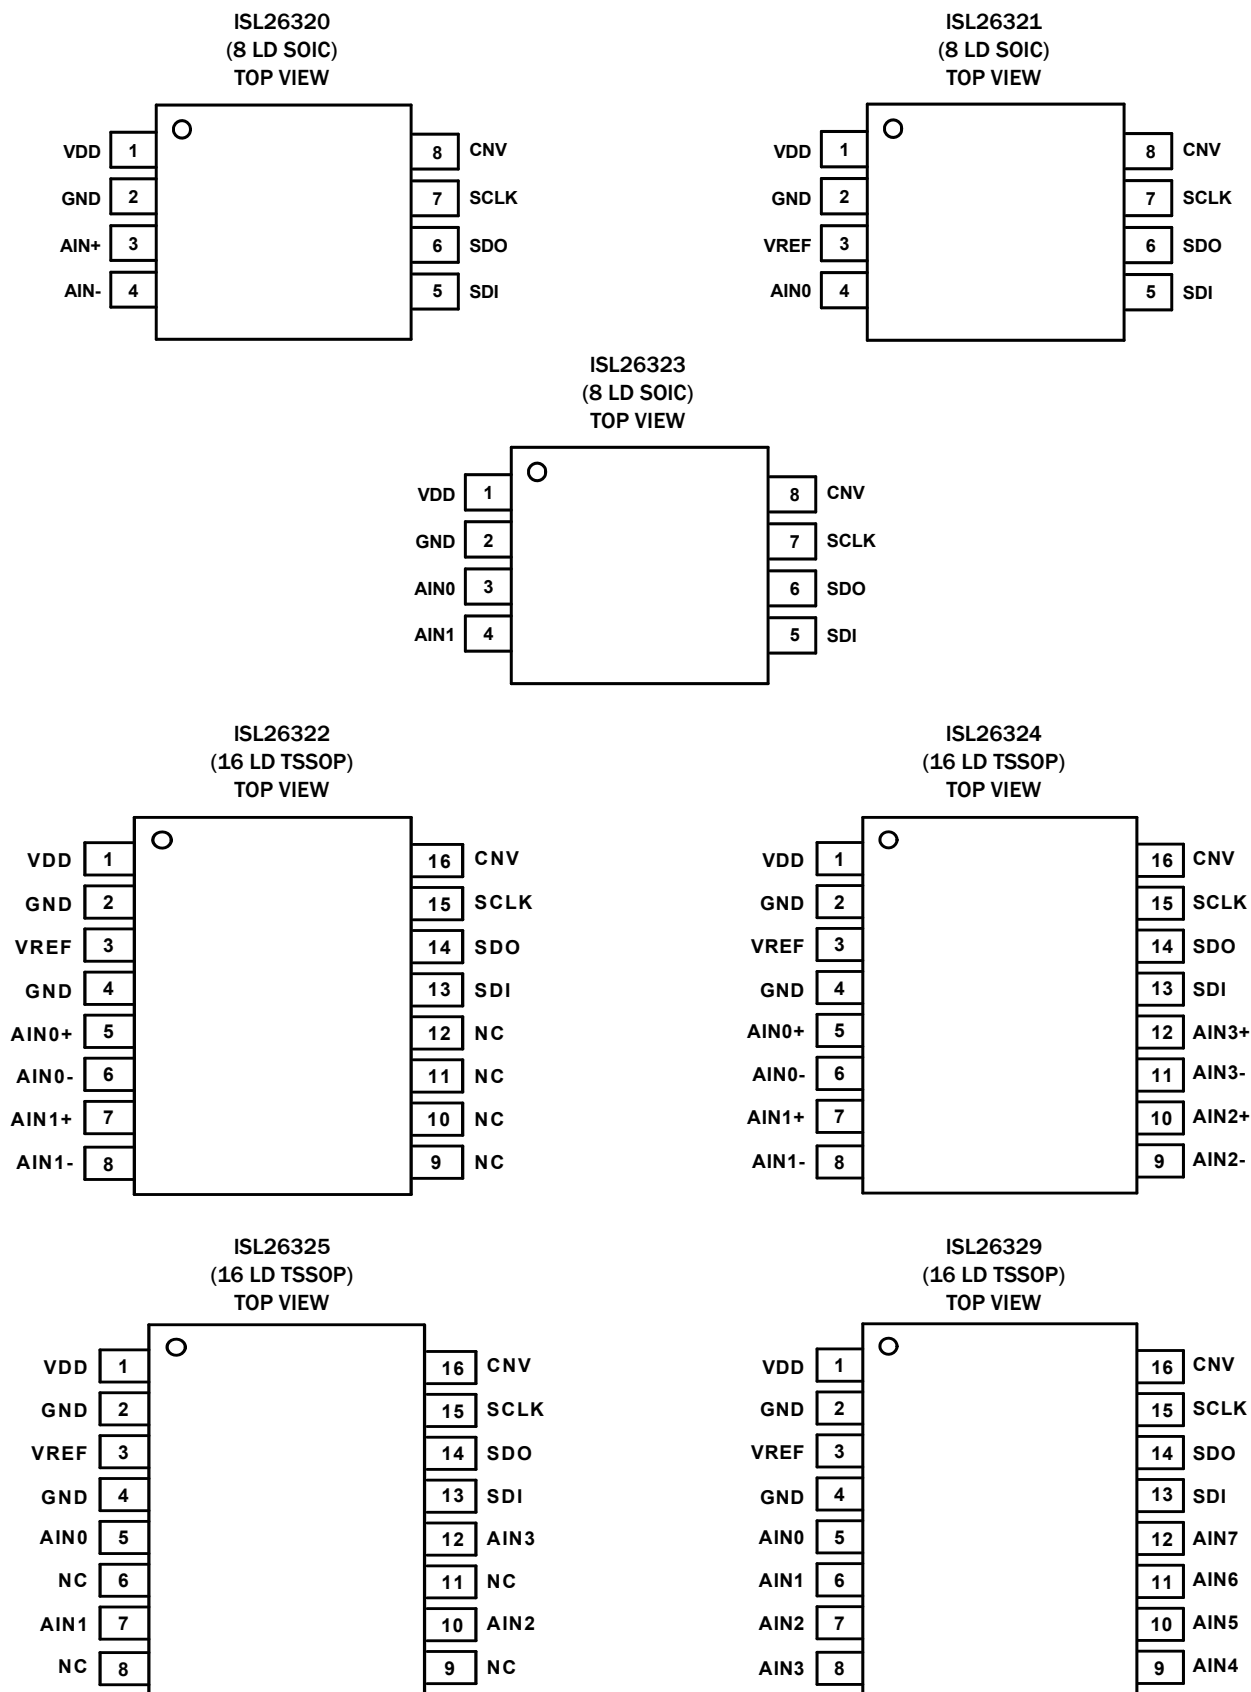 ISL26320
(8 LD SOIC)
TOP VIEW
VDD 1
GND 2
AIN+ 3
AIN- 4
8 CNV
7 SCLK
6 SDO
5 SDI
ISL26321
(8 LD SOIC)
TOP VIEW
VDD 1
GND 2
VREF 3
AIN0 4
8 CNV
7 SCLK
6 SDO
5 SDI
ISL26323
(8 LD SOIC)
TOP VIEW
VDD 1
GND 2
AIN0 3
AIN1 4
8 CNV
7 SCLK
6 SDO
5 SDI
ISL26322
(16 LD TSSOP)
TOP VIEW
VDD 1
GND 2
VREF 3
GND 4
AIN0+ 5
AIN0- 6
AIN1+ 7
AIN1- 8
16 CNV
15 SCLK
14 SDO
13 SDI
12 NC
11 NC
10 NC
9 NC
ISL26324
(16 LD TSSOP)
TOP VIEW
VDD 1
GND 2
VREF 3
GND 4
AIN0+ 5
AIN0- 6
AIN1+ 7
AIN1- 8
16 CNV
15 SCLK
14 SDO
13 SDI
12 AIN3+
11 AIN3-
10 AIN2+
9 AIN2-
ISL26325
(16 LD TSSOP)
TOP VIEW
VDD 1
GND 2
VREF 3
GND 4
AIN0 5
NC 6
AIN1 7
NC 8
16 CNV
15 SCLK
14 SDO
13 SDI
12 AIN3
11 NC
10 AIN2
9 NC
ISL26329
(16 LD TSSOP)
TOP VIEW
VDD 1
GND 2
VREF 3
GND 4
AIN0 5
AIN1 6
AIN2 7
AIN3 8
16 CNV
15 SCLK
14 SDO
13 SDI
12 AIN7
11 AIN6
10 AIN5
9 AIN4